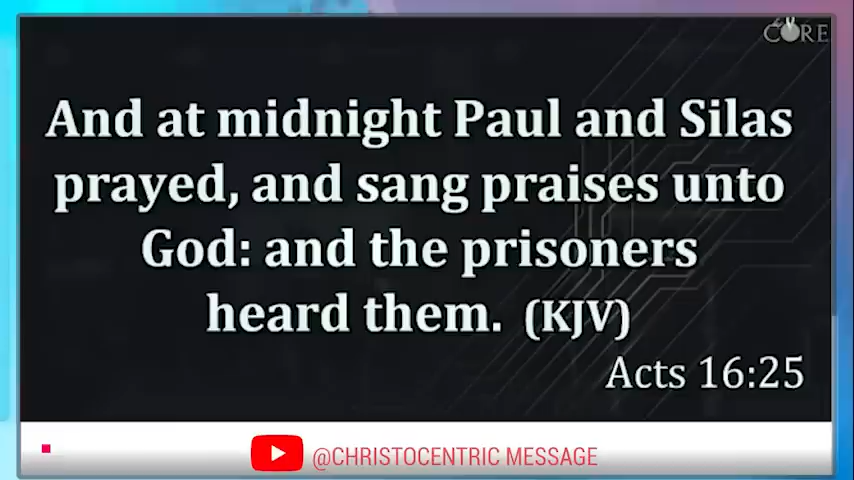 CORE
And at midnight Paul and Silas
prayed, and sang praises unto
God: and the prisoners
heard them. (KJV)
Acts 16:25
@CHRISTOCENTRIC MESSAGE